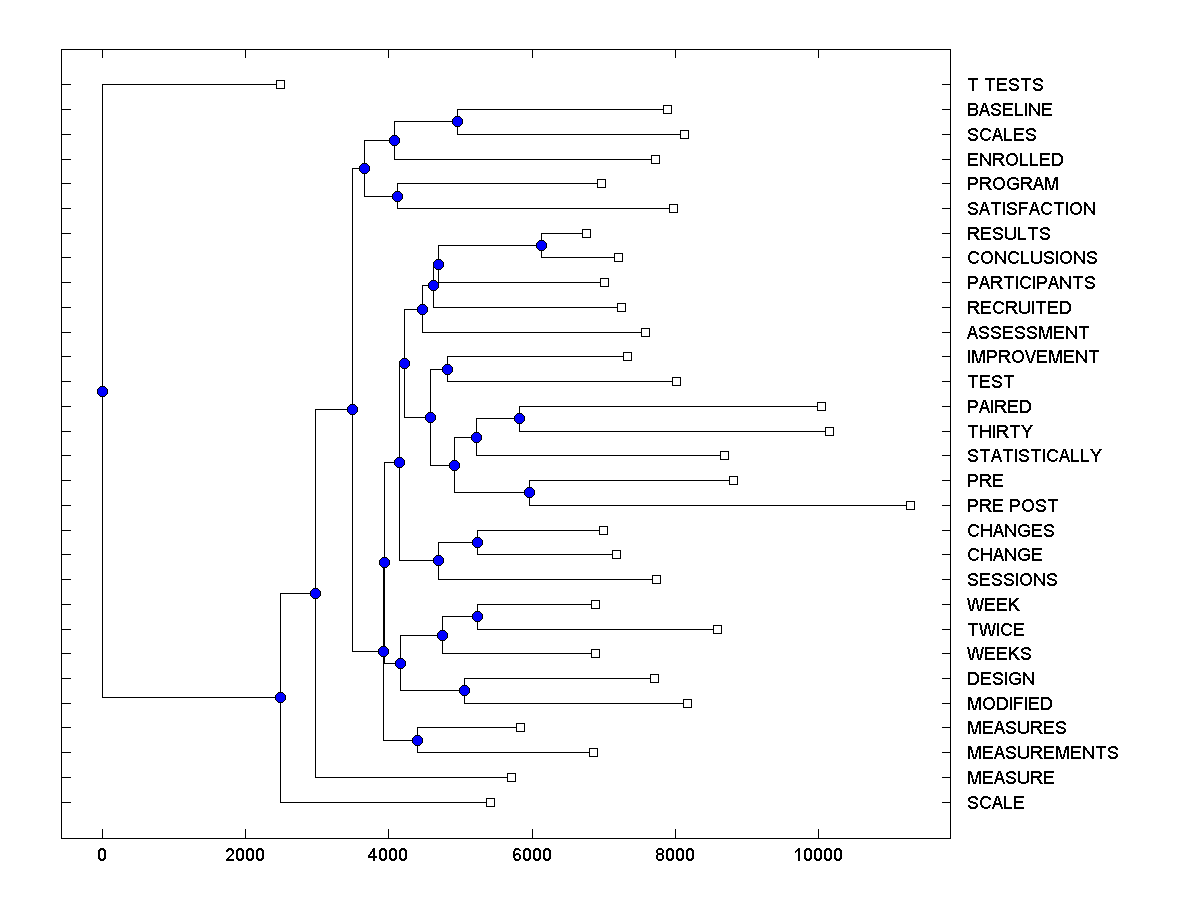 T TESTS
BASELINE
SCALES
ENROLLED
PROGRAM
SATISFACTION
RESULTS
CONCLUSIONS
PARTICIPANTS
RECRUITED
ASSESSMENT
IMPROVEMENT
TEST
PAIRED
THIRTY
STATISTICALLY
PRE
PRE POST
CHANGES
CHANGE
SESSIONS
WEEK
TWICE
WEEKS
DESIGN
MODIFIED
MEASURES
MEASUREMENTS
MEASURE
SCALE
0 2000 4000 6000 8000 10000